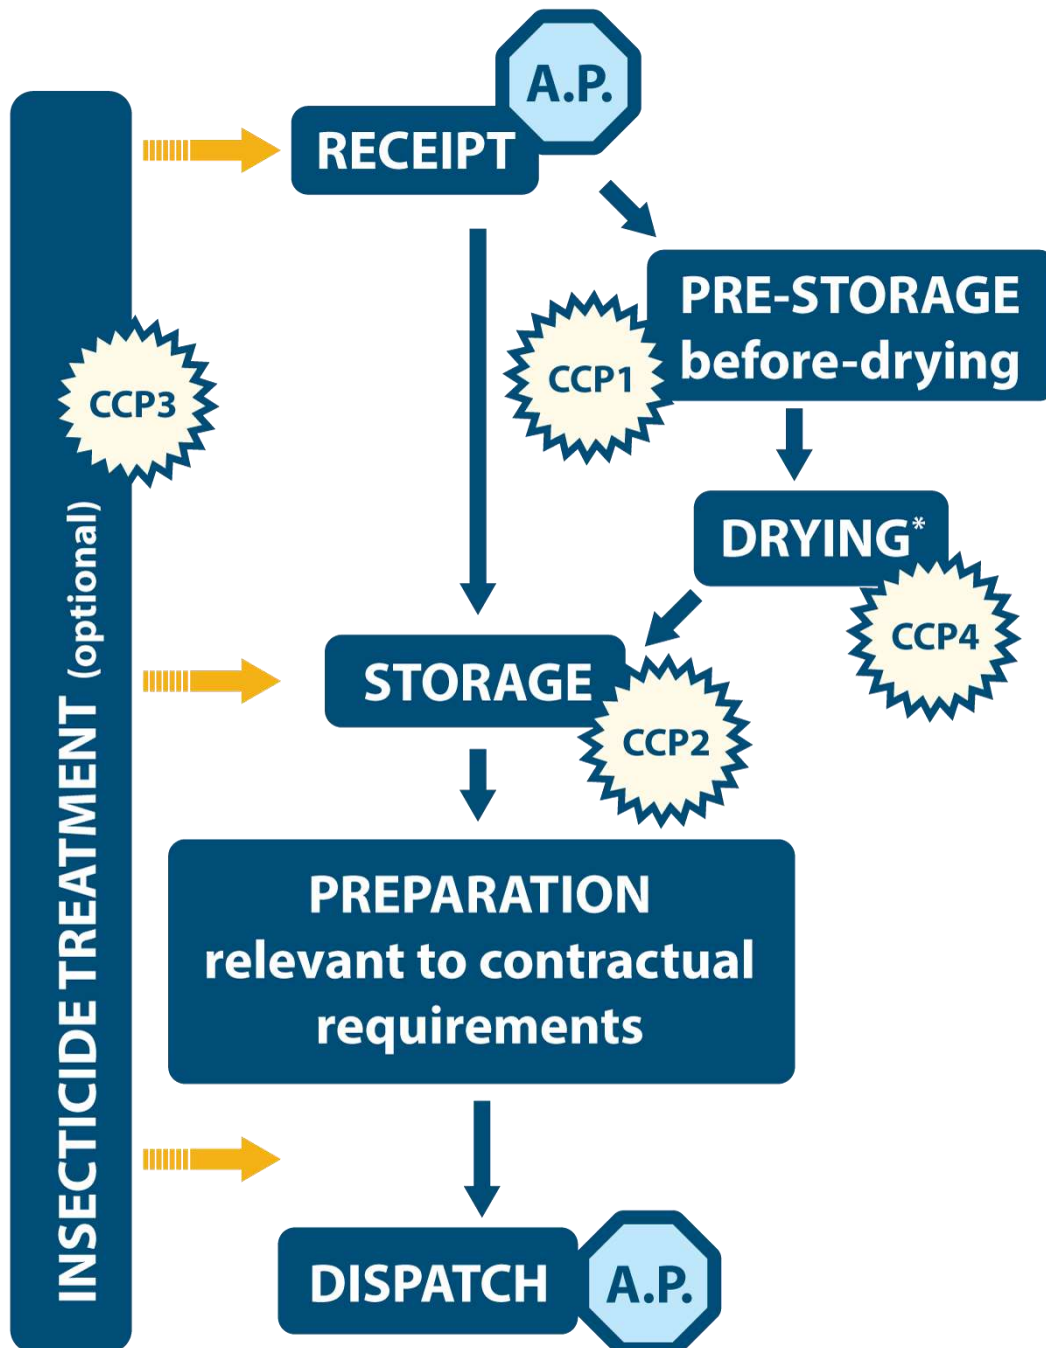 A.P.
RECEIPT
PRE-STORAGE
before-drying
CCP1
CCP3
DRYING*
CCP4
STORAGE
CCP2
PREPARATION
relevant to contractual
requirements
INSECTICIDE TREATMENT (optional)
DISPATCH
A.P.